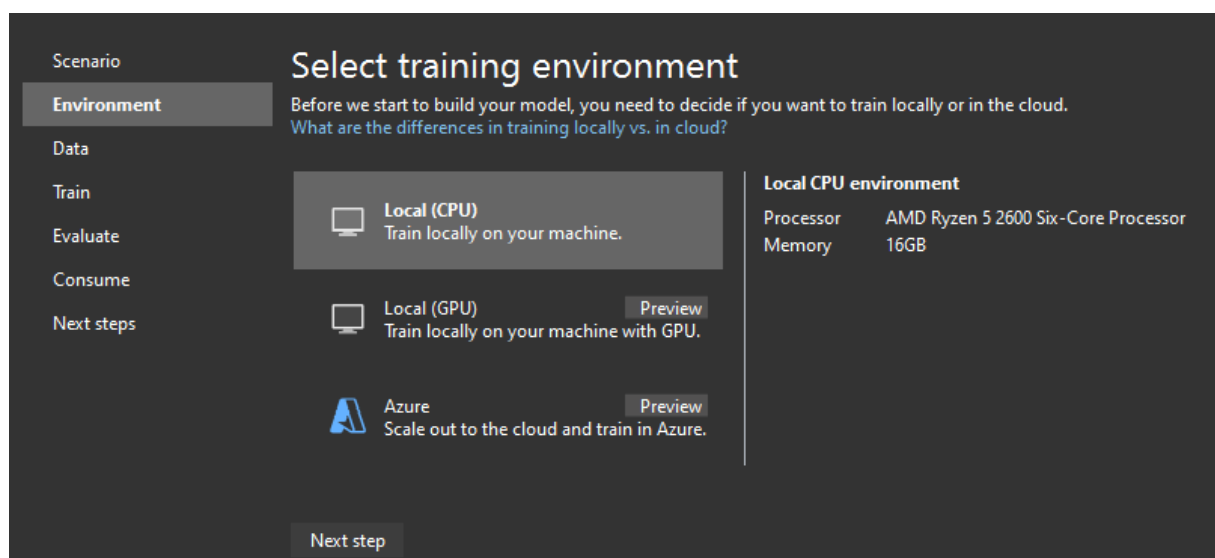 Scenario
Environment
Data
Train
Evaluate
Consume
Next steps
Select training environment
Before we start to build your model, you need to decide if you want to train locally or in the cloud.
What are the differences in training locally vs. in cloud?
Local (CPU)
Train locally on your machine.
Local (GPU) Preview
Train locally on your machine with GPU.
Azure Preview
Scale out to the cloud and train in Azure.
Local CPU environment
Processor AMD Ryzen 5 2600 Six-Core Processor
Memory 16GB
Next step